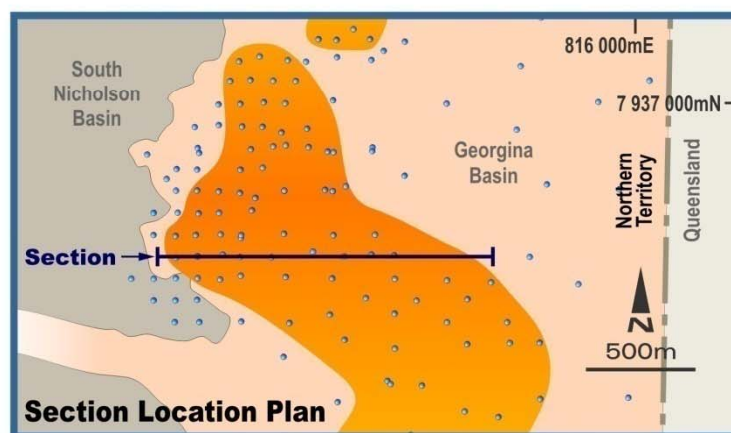 816 000mE
South
Nicholson
Basin
7 937 000mN
Georgina
Basin
Northern
Territory
Queensland
Section
N
500m
Section Location Plan